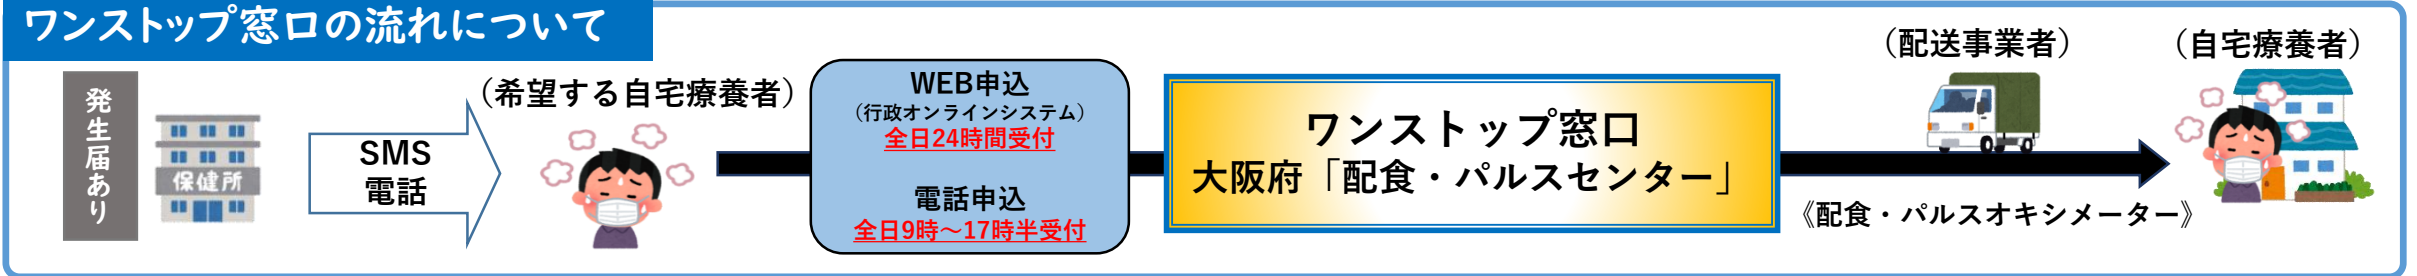 ワンストップ窓口の流れについて
発生届あり
保健所
SMS
電話
（希望する自宅療養者）
WEB申込
（行政オンラインシステム）
全日24時間受付
電話申込
全日9時～17時半受付
ワンストップ窓口
大阪府「配食・パルスセンター」
（配送事業者）
《配食・パルスオキシメーター》
（自宅療養者）